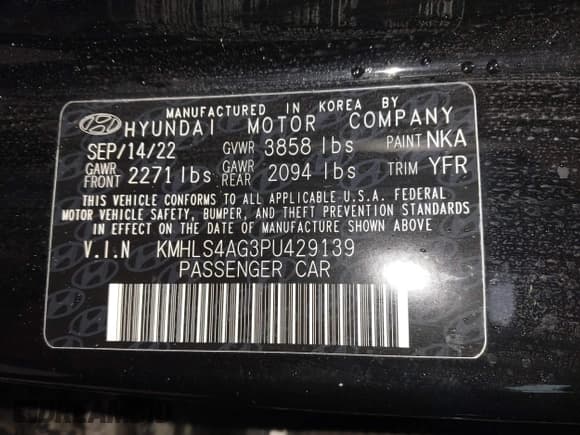 MANUFACTURED IN KOREA BY
HYUNDAI MOTOR COMPANY
SEP/14/22 GVWR 3858 lbs PAINT NKA
GAWR FRONT 2271 lbs GAWR REAR 2094 lbs TRIM YFR
THIS VEHICLE CONFORMS TO ALL APPLICABLE U.S.A. FEDERAL
MOTOR VEHICLE SAFETY, BUMPER, AND THEFT PREVENTION STANDARDS
IN EFFECT ON THE DATE OF MANUFACTURE SHOWN ABOVE
V.I.N KMHLS4AG3PU429139
PASSENGER CAR